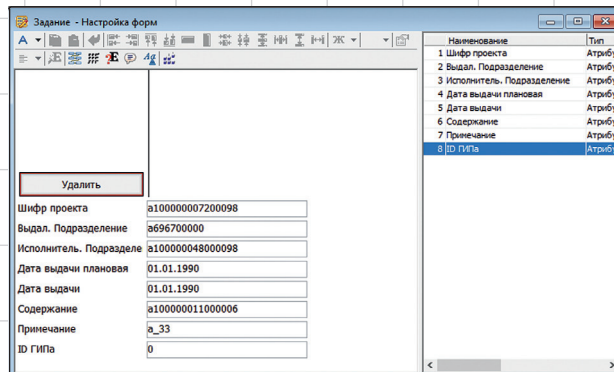 Задание - Настройка форм
Наименование Тип
1 Шифр проекта Атрибу
2 Выдал. Подразделение Атрибу
3 Исполнитель. Подразделение Атрибу
4 Дата выдачи плановая Атрибу
5 Дата выдачи Атрибу
6 Содержание Атрибу
7 Примечание Атрибу
8 ID ГИПа Атрибу
Удалить
Шифр проекта a100000007200098
Выдал. Подразделение a696700000
Исполнитель. Подразделе a100000048000098
Дата выдачи плановая 01.01.1990
Дата выдачи 01.01.1990
Содержание a100000011000006
Примечание a_33
ID ГИПа 0